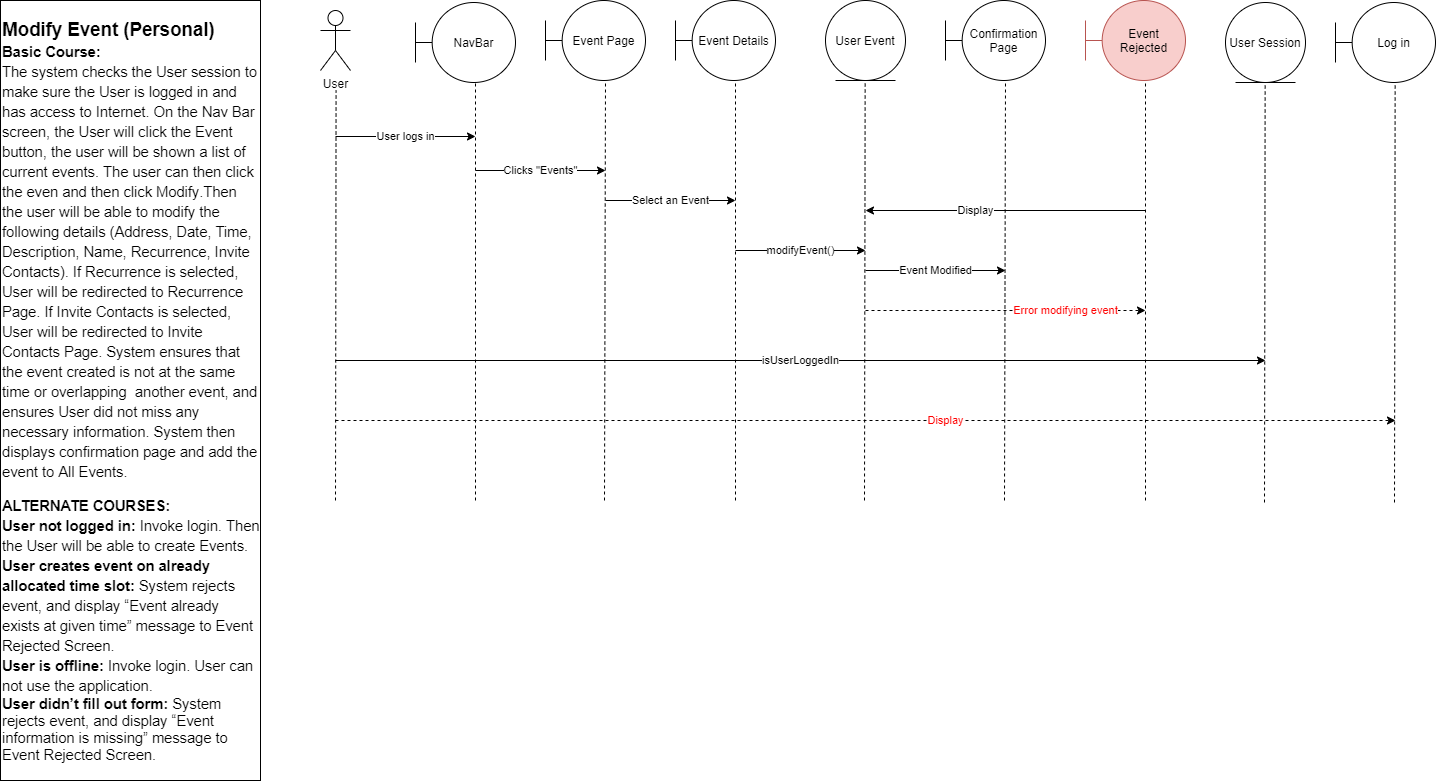 Modify Event (Personal)
Basic Course:
The system checks the User session to
make sure the User is logged in and
has access to Internet. On the Nav Bar
screen, the User will click the Event
button, the user will be shown a list of
current events. The user can then click
the even and then click Modify.Then
the user will be able to modify the
following details (Address, Date, Time,
Description, Name, Recurrence, Invite
Contacts). If Recurrence is selected,
User will be redirected to Recurrence
Page. If Invite Contacts is selected,
User will be redirected to Invite
Contacts Page. System ensures that
the event created is not at the same
time or overlapping  another event, and
ensures User did not miss any
necessary information. System then
displays confirmation page and add the
event to All Events.
ALTERNATE COURSES:
User not logged in: Invoke login. Then
the User will be able to create Events.
User creates event on already
allocated time slot: System rejects
event, and display “Event already
exists at given time” message to Event
Rejected Screen.
User is offline: Invoke login. User can
not use the application.
User didn’t fill out form: System
rejects event, and display “Event
information is missing” message to
Event Rejected Screen.
User
NavBar
Event Page
Event Details
User Event
Confirmation
Page
Event
Rejected
User Session
Log in
User logs in
Clicks "Events"
Select an Event
Display
modifyEvent()
Event Modified
Error modifying event
isUserLoggedIn
Display